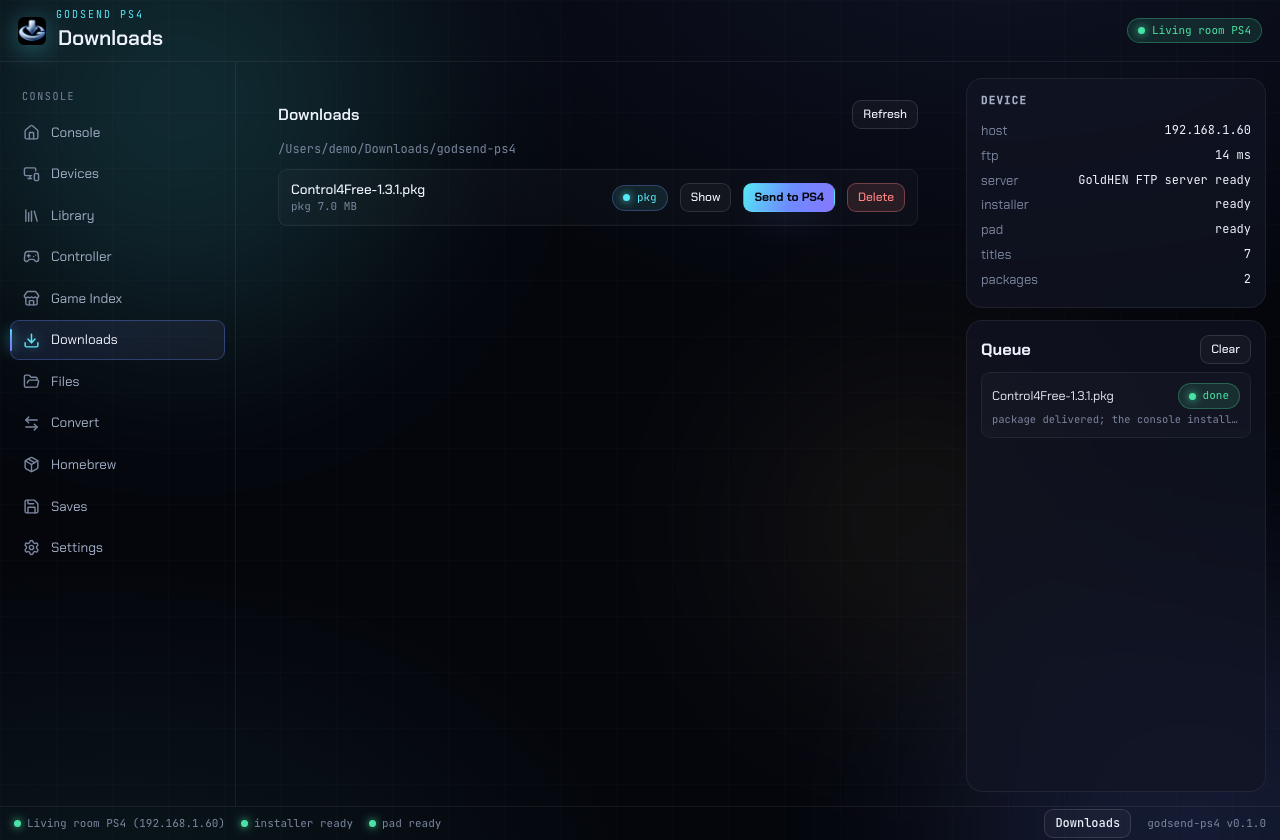 GODSEND PS4
Downloads
Living room PS4
CONSOLE
Console
Devices
Library
Controller
Game Index
Downloads
Files
Convert
Homebrew
Saves
Settings
Downloads
Refresh
/Users/demo/Downloads/godsend-ps4
Control4Free-1.3.1.pkg
pkg 7.0 MB
pkg
Show
Send to PS4
Delete
DEVICE
host 192.168.1.60
ftp 14 ms
server GoldHEN FTP server ready
installer ready
pad ready
titles 7
packages 2
Queue
Clear
Control4Free-1.3.1.pkg
done
package delivered; the console install…
Living room PS4 (192.168.1.60)
installer ready
pad ready
Downloads
godsend-ps4 v0.1.0